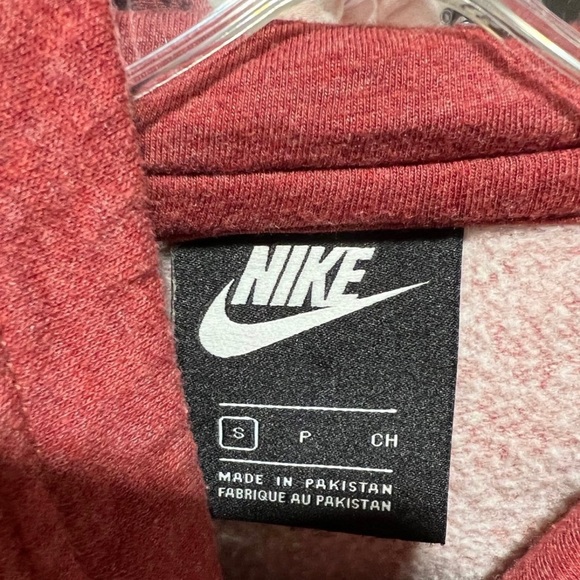 NIKE
S P CH
MADE IN PAKISTAN
FABRIQUE AU PAKISTAN